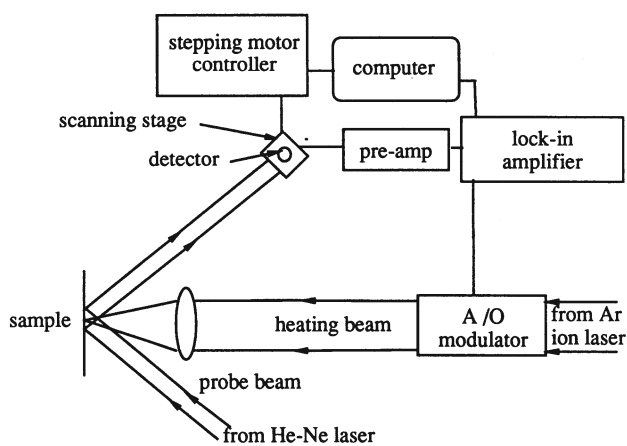 stepping motor
controller
computer
scanning stage
detector
pre-amp
lock-in
amplifier
sample
heating beam
A /O
modulator
from Ar
ion laser
probe beam
from He-Ne laser